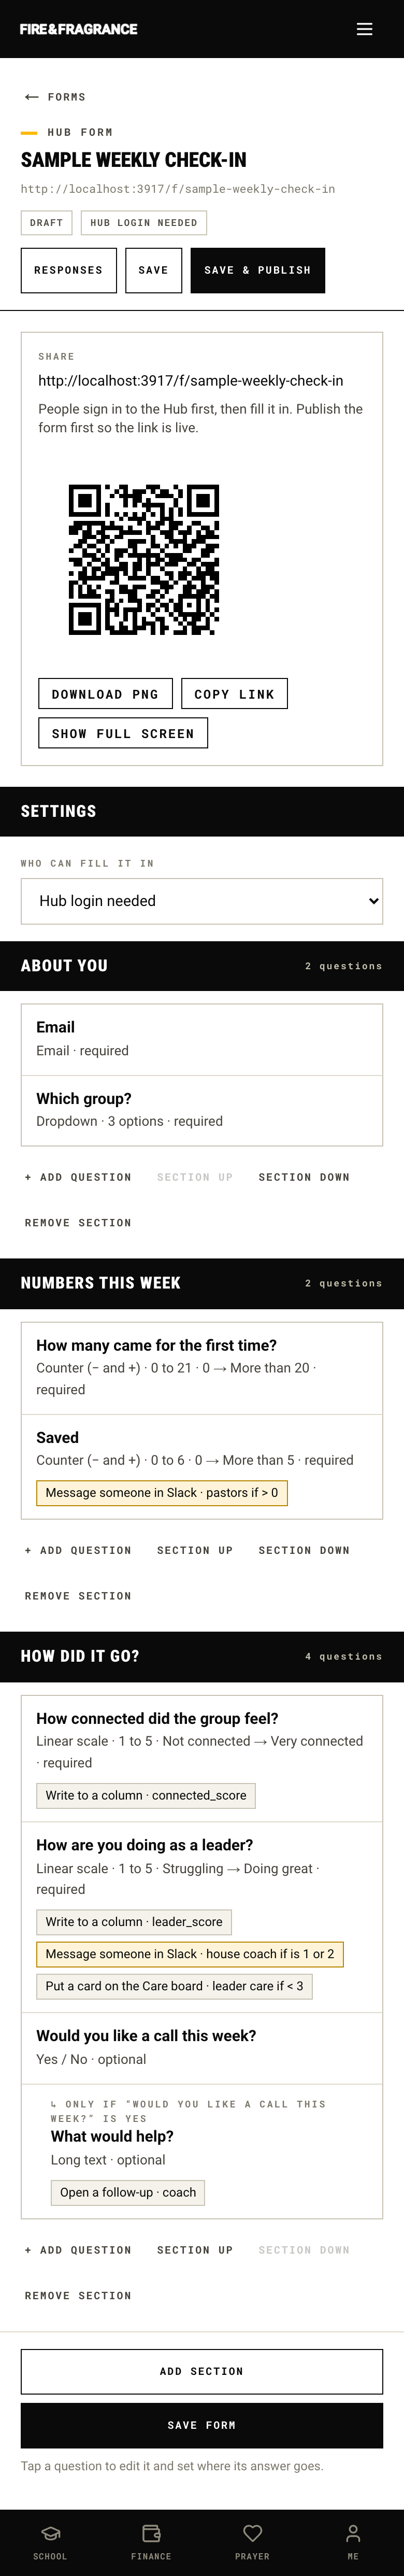 FIRE&FRAGRANCE
← FORMS
HUB FORM
SAMPLE WEEKLY CHECK-IN
http://localhost:3917/f/sample-weekly-check-in
DRAFT
HUB LOGIN NEEDED
RESPONSES
SAVE
SAVE & PUBLISH
SHARE
http://localhost:3917/f/sample-weekly-check-in
People sign in to the Hub first, then fill it in. Publish the
form first so the link is live.
DOWNLOAD PNG
COPY LINK
SHOW FULL SCREEN
SETTINGS
WHO CAN FILL IT IN
Hub login needed
ABOUT YOU
2 questions
Email
Email · required
Which group?
Dropdown · 3 options · required
+ ADD QUESTION
SECTION UP
SECTION DOWN
REMOVE SECTION
NUMBERS THIS WEEK
2 questions
How many came for the first time?
Counter (− and +) · 0 to 21 · 0 → More than 20 ·
required
Saved
Counter (− and +) · 0 to 6 · 0 → More than 5 · required
Message someone in Slack · pastors if > 0
+ ADD QUESTION
SECTION UP
SECTION DOWN
REMOVE SECTION
HOW DID IT GO?
4 questions
How connected did the group feel?
Linear scale · 1 to 5 · Not connected → Very connected
· required
Write to a column · connected_score
How are you doing as a leader?
Linear scale · 1 to 5 · Struggling → Doing great ·
required
Write to a column · leader_score
Message someone in Slack · house coach if is 1 or 2
Put a card on the Care board · leader care if < 3
Would you like a call this week?
Yes / No · optional
↳ ONLY IF "WOULD YOU LIKE A CALL THIS
WEEK?" IS YES
What would help?
Long text · optional
Open a follow-up · coach
+ ADD QUESTION
SECTION UP
SECTION DOWN
REMOVE SECTION
ADD SECTION
SAVE FORM
Tap a question to edit it and set where its answer goes.
SCHOOL
FINANCE
PRAYER
ME